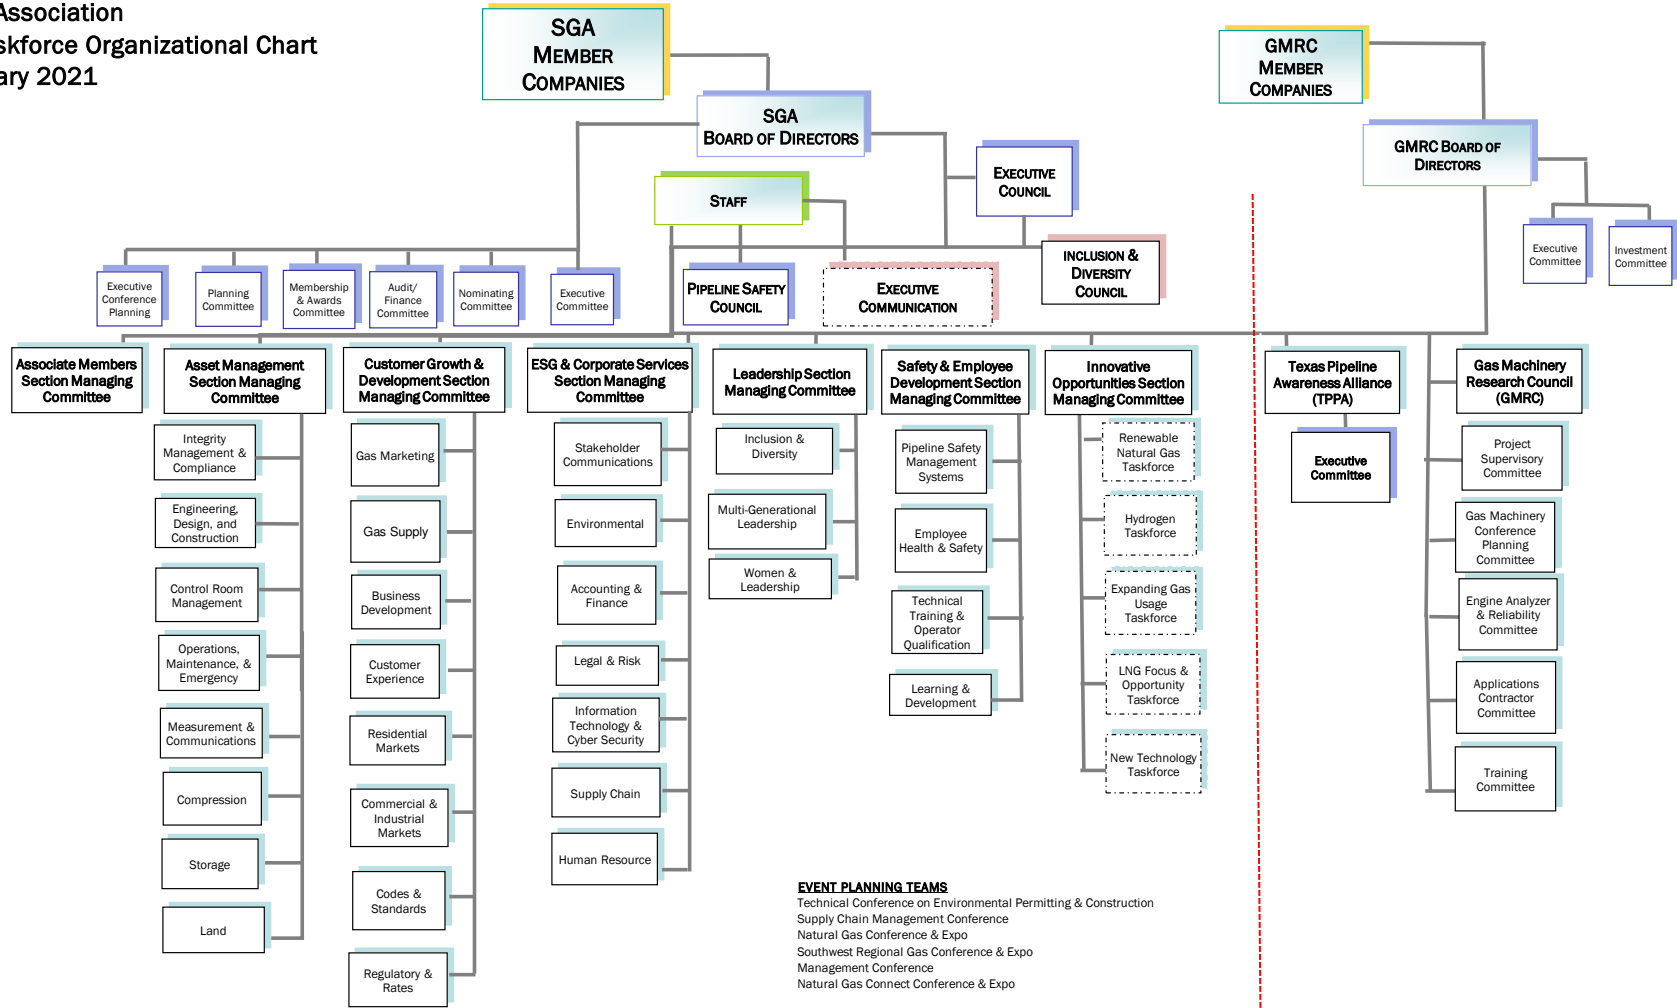 Association
skforce Organizational Chart
ary 2021
SGA
MEMBER
COMPANIES
GMRC
MEMBER
COMPANIES
SGA
BOARD OF DIRECTORS
GMRC BOARD OF
DIRECTORS
EXECUTIVE
COUNCIL
STAFF
Executive
Committee
Investment
Committee
INCLUSION &
DIVERSITY
COUNCIL
Executive
Conference
Planning
Planning
Committee
Membership
& Awards
Committee
Audit/
Finance
Committee
Nominating
Committee
Executive
Committee
PIPELINE SAFETY
COUNCIL
EXECUTIVE
COMMUNICATION
Associate Members
Section Managing
Committee
Asset Management
Section Managing
Committee
Customer Growth &
Development Section
Managing Committee
ESG & Corporate Services
Section Managing
Committee
Leadership Section
Managing Committee
Safety & Employee
Development Section
Managing Committee
Innovative
Opportunities Section
Managing Committee
Texas Pipeline
Awareness Alliance
(TPPA)
Gas Machinery
Research Council
(GMRC)
Integrity
Management &
Compliance
Engineering,
Design, and
Construction
Control Room
Management
Operations,
Maintenance, &
Emergency
Measurement &
Communications
Compression
Storage
Land
Gas Marketing
Gas Supply
Business
Development
Customer
Experience
Residential
Markets
Commercial &
Industrial
Markets
Codes &
Standards
Regulatory &
Rates
Stakeholder
Communications
Environmental
Accounting &
Finance
Legal & Risk
Information
Technology &
Cyber Security
Supply Chain
Human Resource
Inclusion &
Diversity
Multi-Generational
Leadership
Women &
Leadership
Pipeline Safety
Management
Systems
Employee
Health & Safety
Technical
Training &
Operator
Qualification
Learning &
Development
Renewable
Natural Gas
Taskforce
Hydrogen
Taskforce
Expanding Gas
Usage
Taskforce
LNG Focus &
Opportunity
Taskforce
New Technology
Taskforce
Executive
Committee
Project
Supervisory
Committee
Gas Machinery
Conference
Planning
Committee
Engine Analyzer
& Reliability
Committee
Applications
Contractor
Committee
Training
Committee
EVENT PLANNING TEAMS
Technical Conference on Environmental Permitting & Construction
Supply Chain Management Conference
Natural Gas Conference & Expo
Southwest Regional Gas Conference & Expo
Management Conference
Natural Gas Connect Conference & Expo